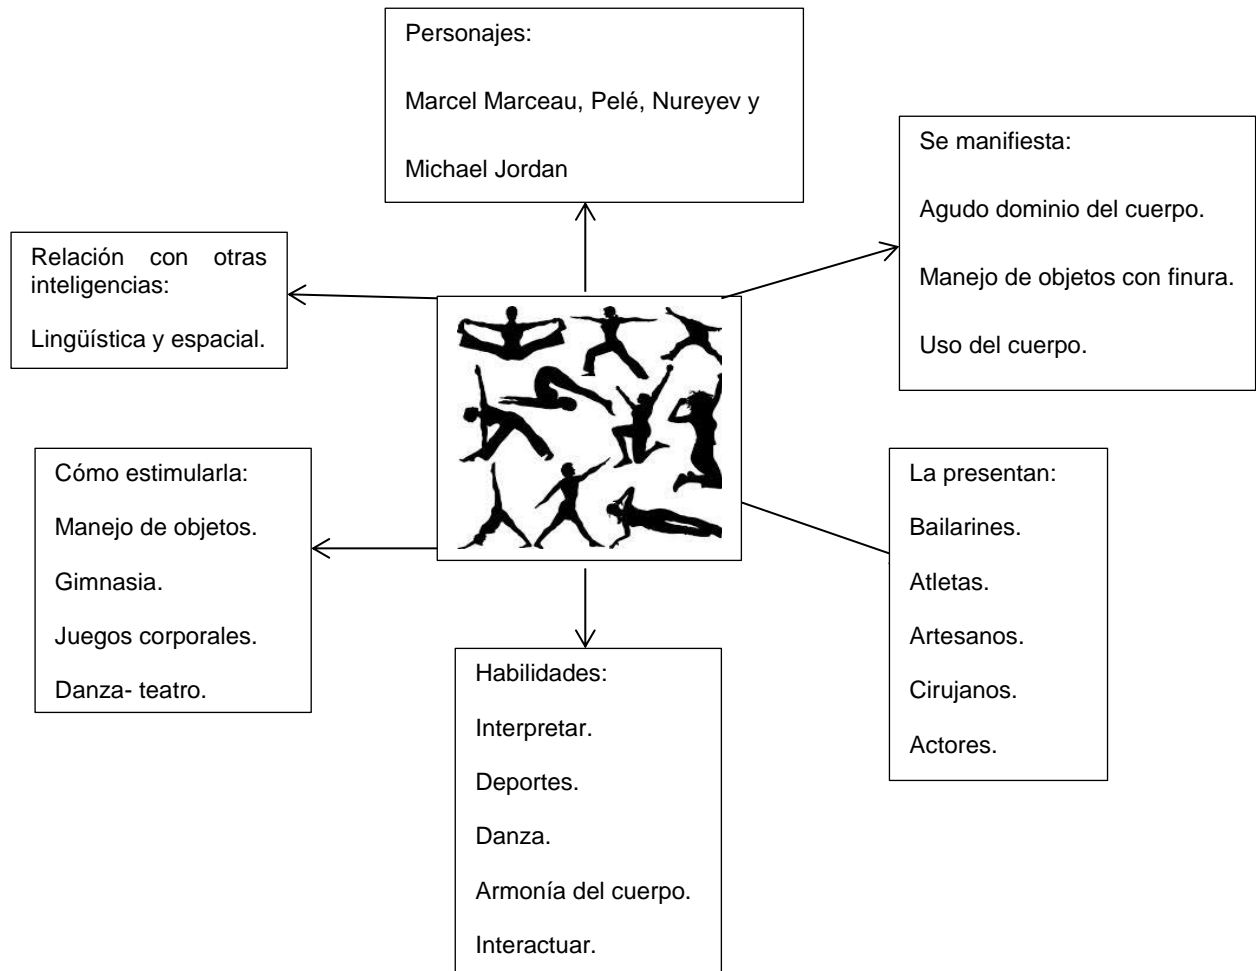 Personajes:
Marcel Marceau, Pelé, Nureyev y
Michael Jordan
Se manifiesta:
Agudo dominio del cuerpo.
Manejo de objetos con finura.
Uso del cuerpo.
Relación con otras
inteligencias:
Lingüística y espacial.
Cómo estimularla:
Manejo de objetos.
Gimnasia.
Juegos corporales.
Danza- teatro.
La presentan:
Bailarines.
Atletas.
Artesanos.
Cirujanos.
Actores.
Habilidades:
Interpretar.
Deportes.
Danza.
Armonía del cuerpo.
Interactuar.